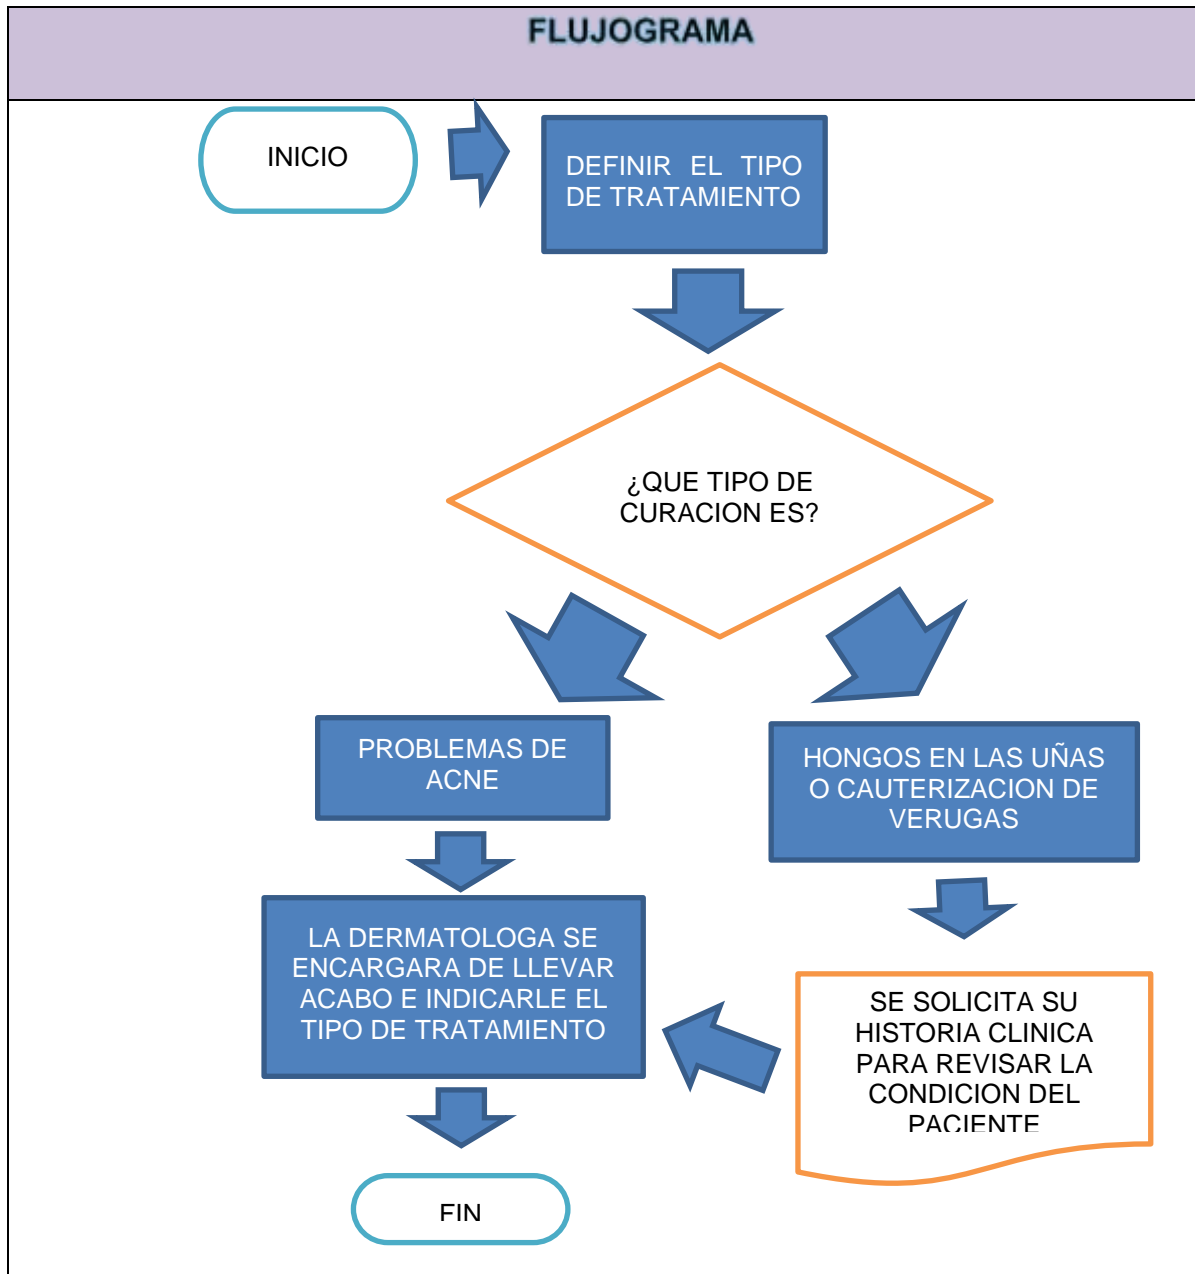 FLUJOGRAMA
INICIO
DEFINIR EL TIPO
DE TRATAMIENTO
¿QUE TIPO DE
CURACION ES?
PROBLEMAS DE
ACNE
HONGOS EN LAS UÑAS
O CAUTERIZACION DE
VERUGAS
LA DERMATOLOGA SE
ENCARGARA DE LLEVAR
ACABO E INDICARLE EL
TIPO DE TRATAMIENTO
SE SOLICITA SU
HISTORIA CLINICA
PARA REVISAR LA
CONDICION DEL
PACIENTE
FIN